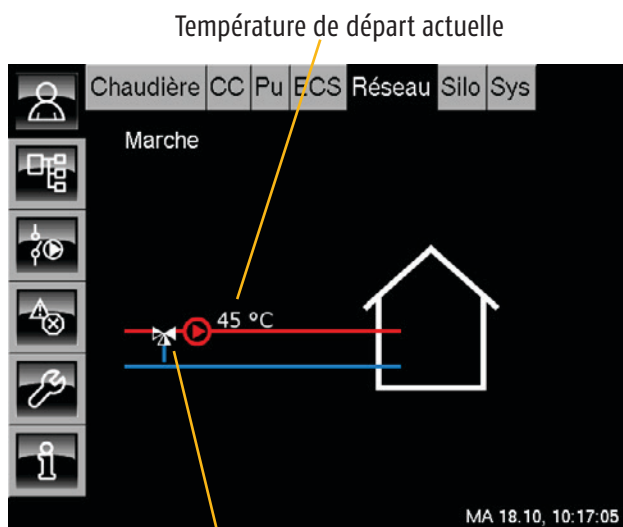 Température de départ actuelle
Chaudière CC Pu ECS Réseau Silo Sys
Marche
45 °C
MA 18.10, 10:17:05